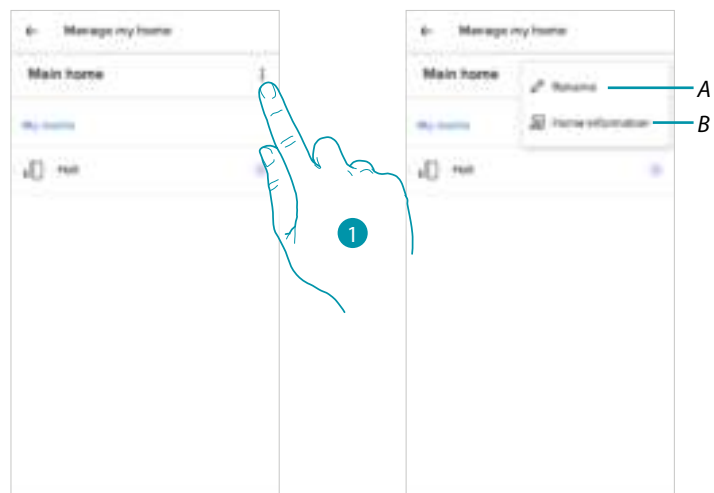 Manage my home
Main home
My rooms
Hall
1
Manage my home
Main home
Rename
A
My rooms
Home information
B
Hall